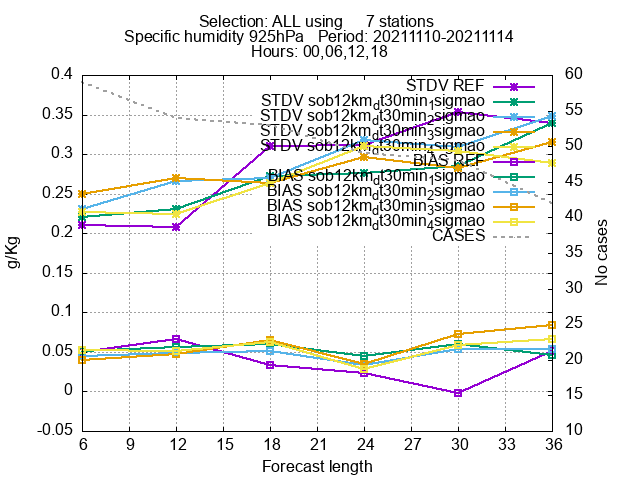 Selection: ALL using 7 stations
Specific humidity 925hPa Period: 20211110-20211114
Hours: 00,06,12,18
0.4
0.35
0.3
0.25
0.2
0.15
0.1
0.05
0
-0.05
g/Kg
60
55
50
45
40
35
30
25
20
15
10
No cases
STDV REF
STDV sob12km_dt30min_1sigmao
STDV sob12km_dt30min_2sigmao
STDV sob12km_dt30min_3sigmao
STDV sob12km_dt30min_4sigmao
BIAS REF
BIAS sob12km_dt30min_1sigmao
BIAS sob12km_dt30min_2sigmao
BIAS sob12km_dt30min_3sigmao
BIAS sob12km_dt30min_4sigmao
CASES
6 9 12 15 18 21 24 27 30 33 36
Forecast length